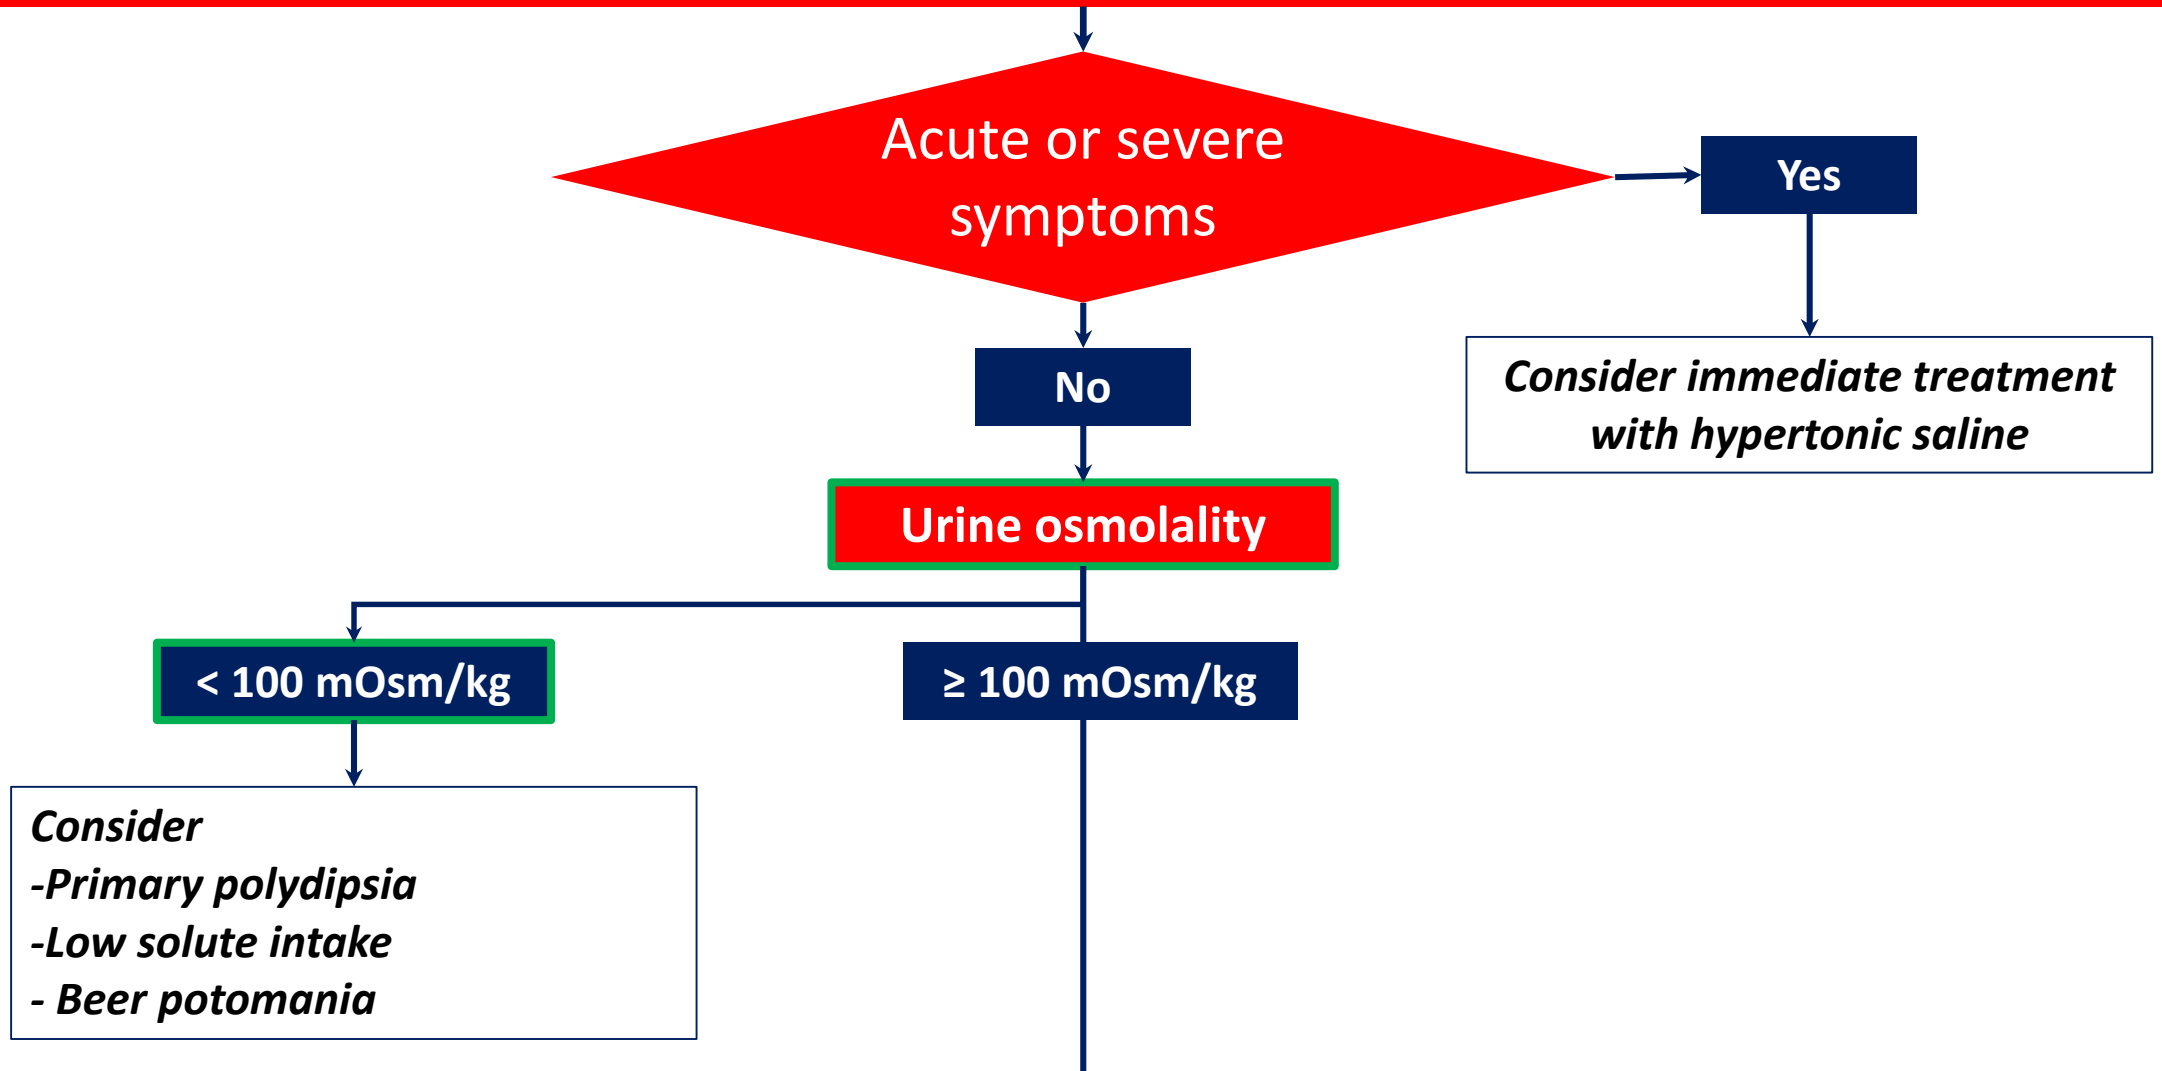 Acute or severe
symptoms
Yes
No
Consider immediate treatment
with hypertonic saline
Urine osmolality
< 100 mOsm/kg
≥ 100 mOsm/kg
Consider
-Primary polydipsia
-Low solute intake
- Beer potomania